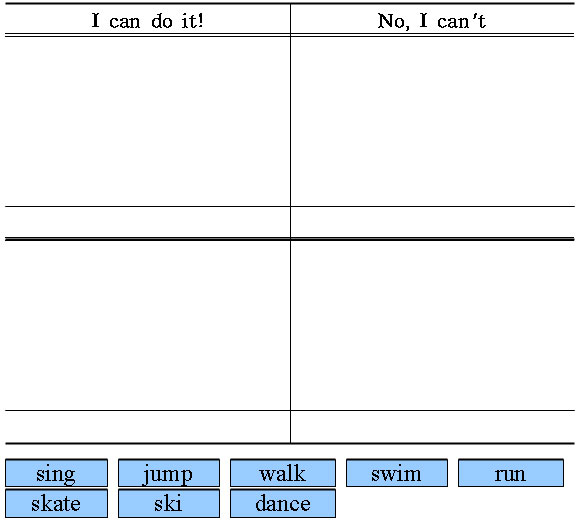 I can do it! No, I can't
sing jump walk swim run
skate ski dance